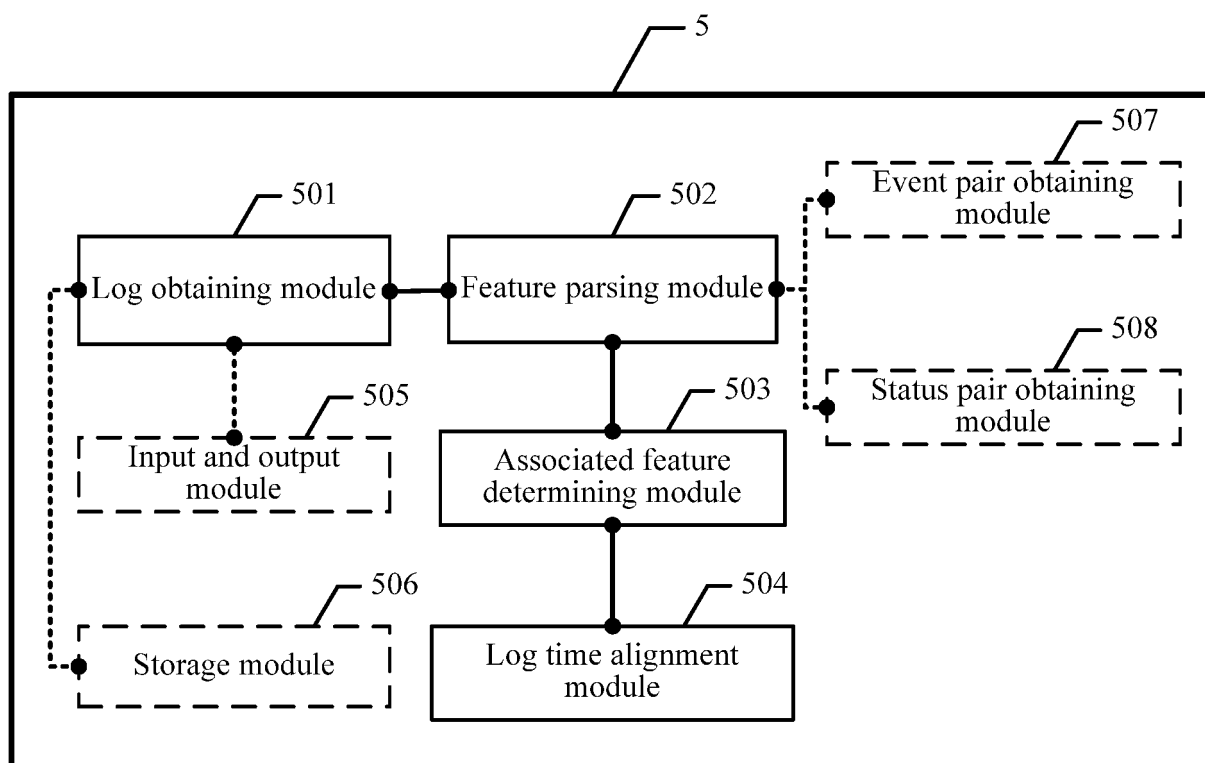 5
507
Event pair obtaining
module
501
502
Log obtaining module
Feature parsing module
508
Status pair obtaining
module
505
503
Input and output
module
Associated feature
determining module
506
504
Storage module
Log time alignment
module